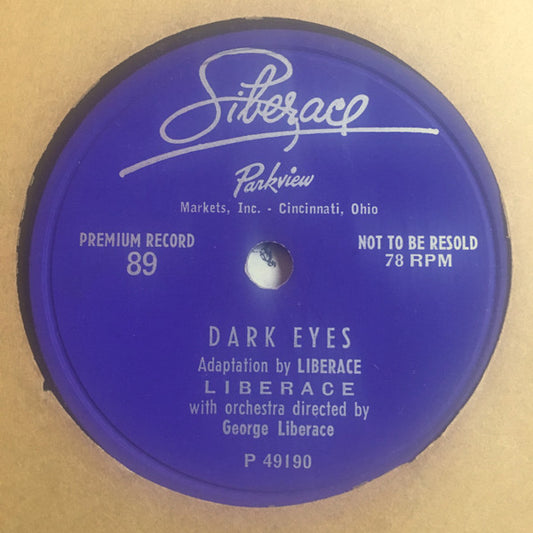 Liberace
Parkview
Markets, Inc. - Cincinnati, Ohio
PREMIUM RECORD
89
NOT TO BE RESOLD
78 RPM
DARK EYES
Adaptation by LIBERACE
LIBERACE
with orchestra directed by
George Liberace
P 49190